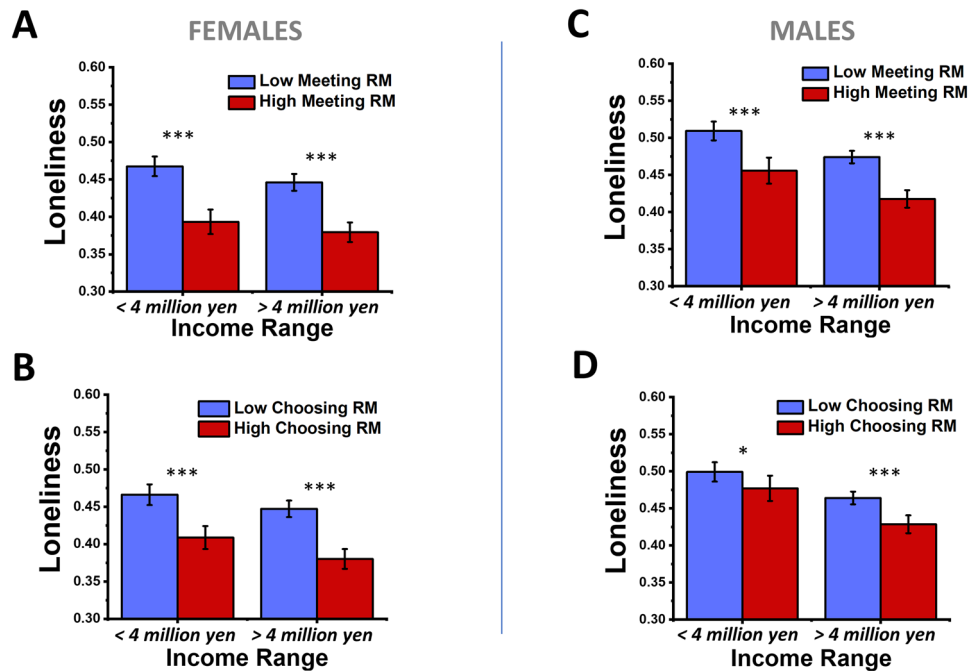 A
FEMALES
0.60
0.55
0.50
0.45
0.40
0.35
0.30
Loneliness
Low Meeting RM
High Meeting RM
***
***
< 4 million yen
> 4 million yen
Income Range
B
0.60
0.55
0.50
0.45
0.40
0.35
0.30
Loneliness
Low Choosing RM
High Choosing RM
***
***
< 4 million yen
> 4 million yen
Income Range
C
MALES
0.60
0.55
0.50
0.45
0.40
0.35
0.30
Loneliness
Low Meeting RM
High Meeting RM
***
***
< 4 million yen
> 4 million yen
Income Range
D
0.60
0.55
0.50
0.45
0.40
0.35
0.30
Loneliness
Low Choosing RM
High Choosing RM
*
***
< 4 million yen
> 4 million yen
Income Range